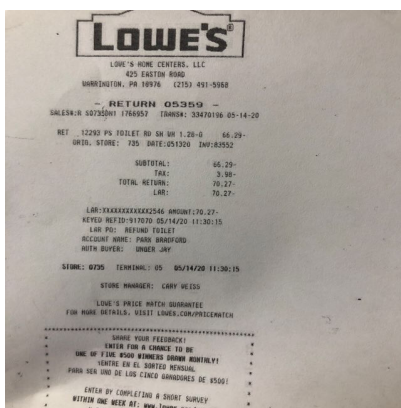 LOWE'S®
LOWE'S HOME CENTERS, LLC
425 EASTON ROAD
WARRINGTON, PA 18976 (215) 491-5988
- RETURN 05359 -
SALES#: TRANS#: 33470196 05-14-20
RET 12293 PS TOILET RD SH WH 1.28-G 66.29-
ORIG. STORE: 735 DATE:051320 INV:83552
SUBTOTAL: 66.29-
TAX: 3.98-
TOTAL RETURN: 70.27-
LAR: 70.27-
LAR:XXXXXXXXXXXX2546 AMOUNT:70.27-
KEYED REFID:917070 05/14/20 11:30:15
LAR PO: REFUND TOILET
ACCOUNT NAME: PARK BRADFORD
AUTH BUYER: UNGER JAY
STORE: 0735 TERMINAL: 05 05/14/20 11:30:15
STORE MANAGER: CARY WEISS
LOWE'S PRICE MATCH GUARANTEE
FOR MORE DETAILS, VISIT LOWES.COM/PRICEMATCH
SHARE YOUR FEEDBACK!
ENTER FOR A CHANCE TO BE
ONE OF FIVE $500 WINNERS DRAWN MONTHLY!
¡ENTRE EN EL SORTEO MENSUAL
PARA SER UNO DE LOS CINCO GANADORES DE $500!
ENTER BY COMPLETING A SHORT SURVEY
WITHIN ONE WEEK AT: